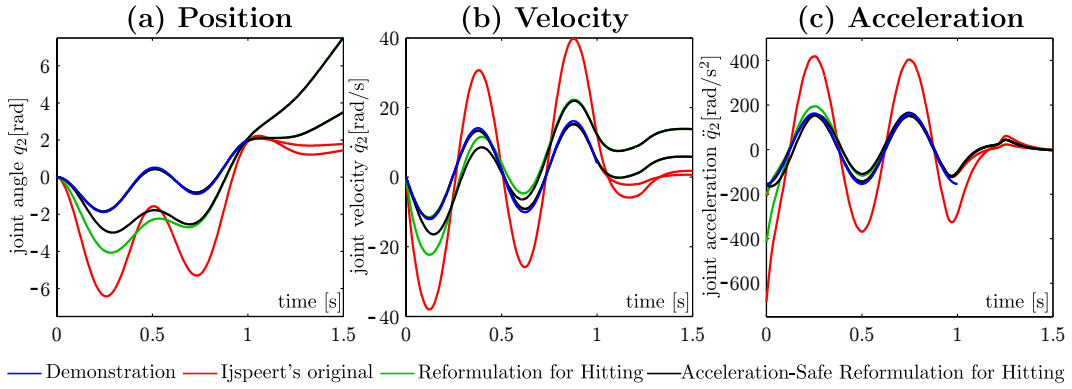 (a) Position
(b) Velocity
(c) Acceleration
joint angle q₂[rad]
6
4
2
0
-2
-4
-6
0
0.5
1
1.5
time [s]
joint velocity q̇₂[rad/s]
40
20
0
-20
-40
0
0.5
1
1.5
time [s]
joint acceleration q̈₂ [rad/s²]
400
200
0
-200
-400
-600
0
0.5
1
1.5
time [s]
Demonstration
Ijspeert's original
Reformulation for Hitting
Acceleration-Safe Reformulation for Hitting